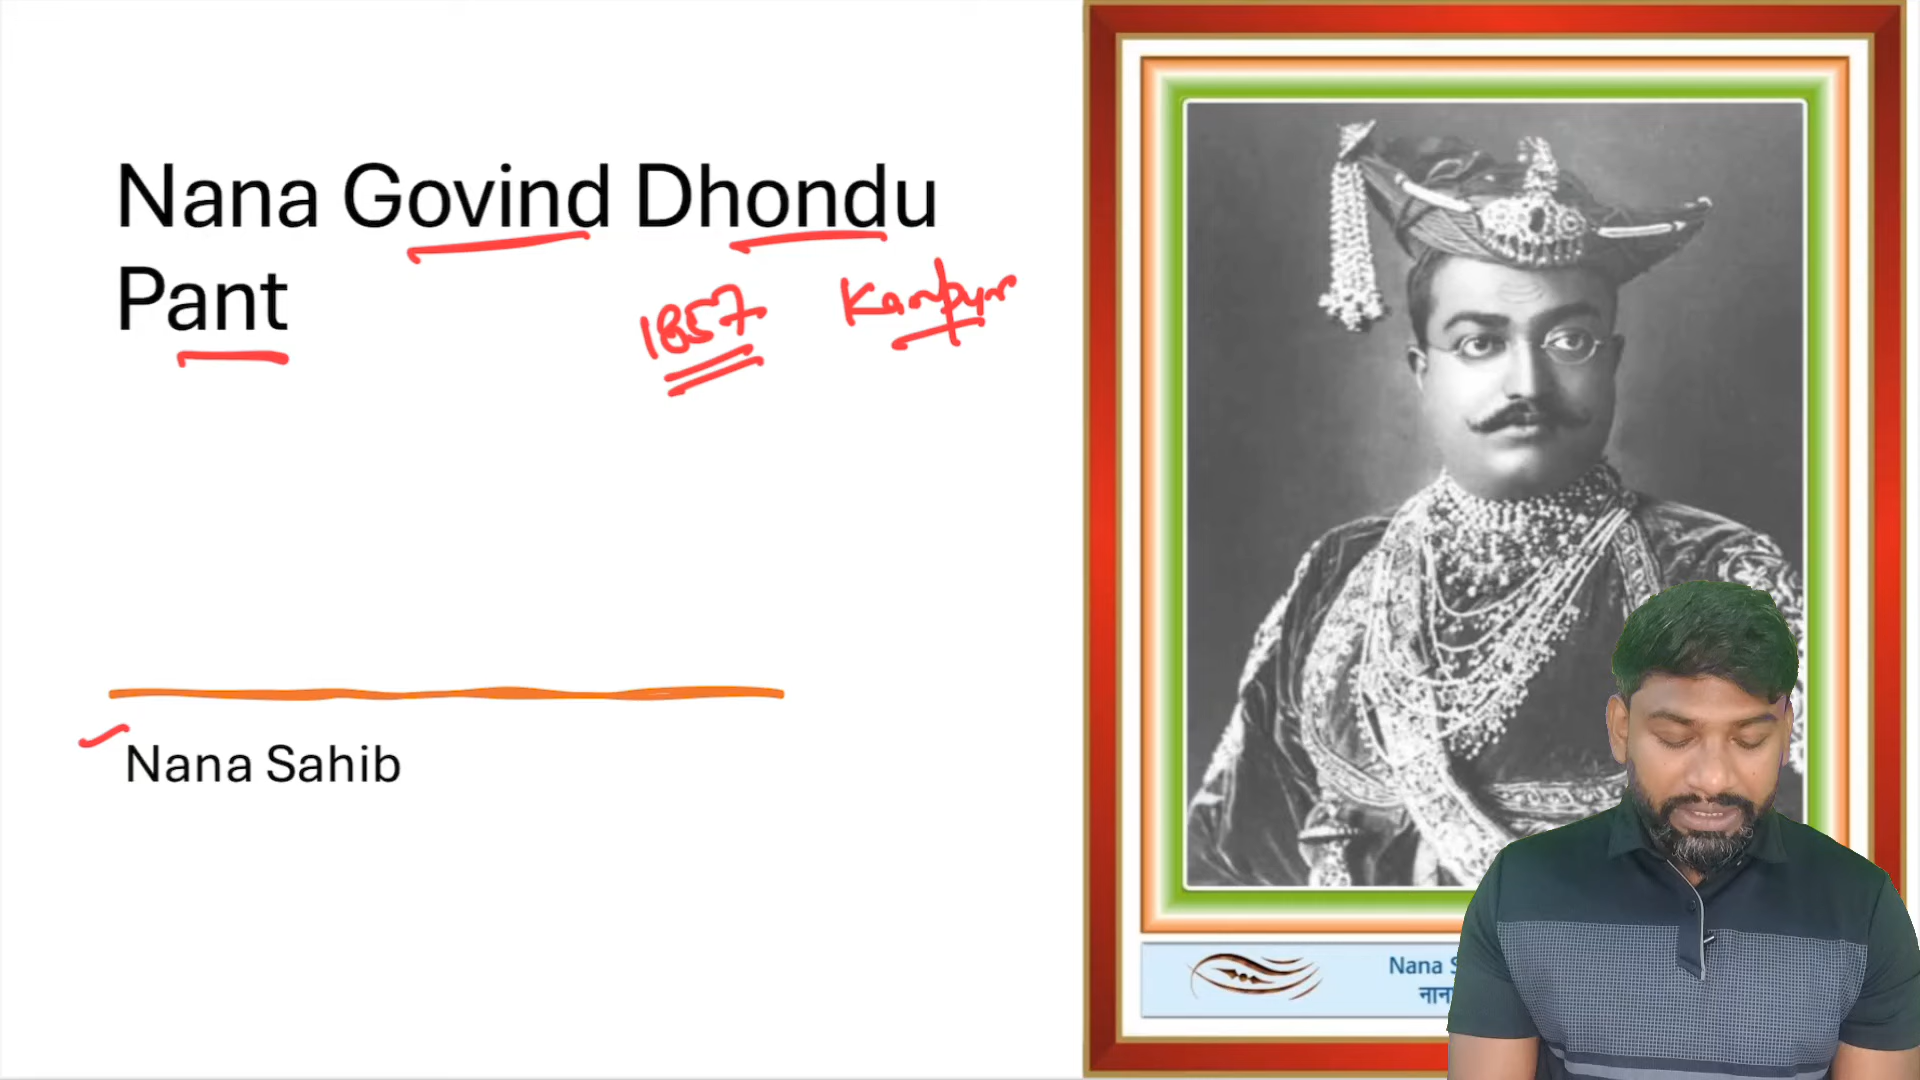 Nana Govind Dhondu
Pant
1857 Kanpur
Nana Sahib
Nana S
नाना